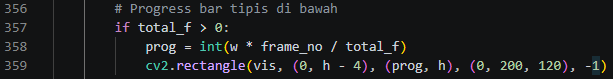 356 # Progress bar tipis di bawah
357 if total_f > 0:
358 prog = int(w * frame_no / total_f)
359 cv2.rectangle(vis, (0, h - 4), (prog, h), (0, 200, 120), -1)